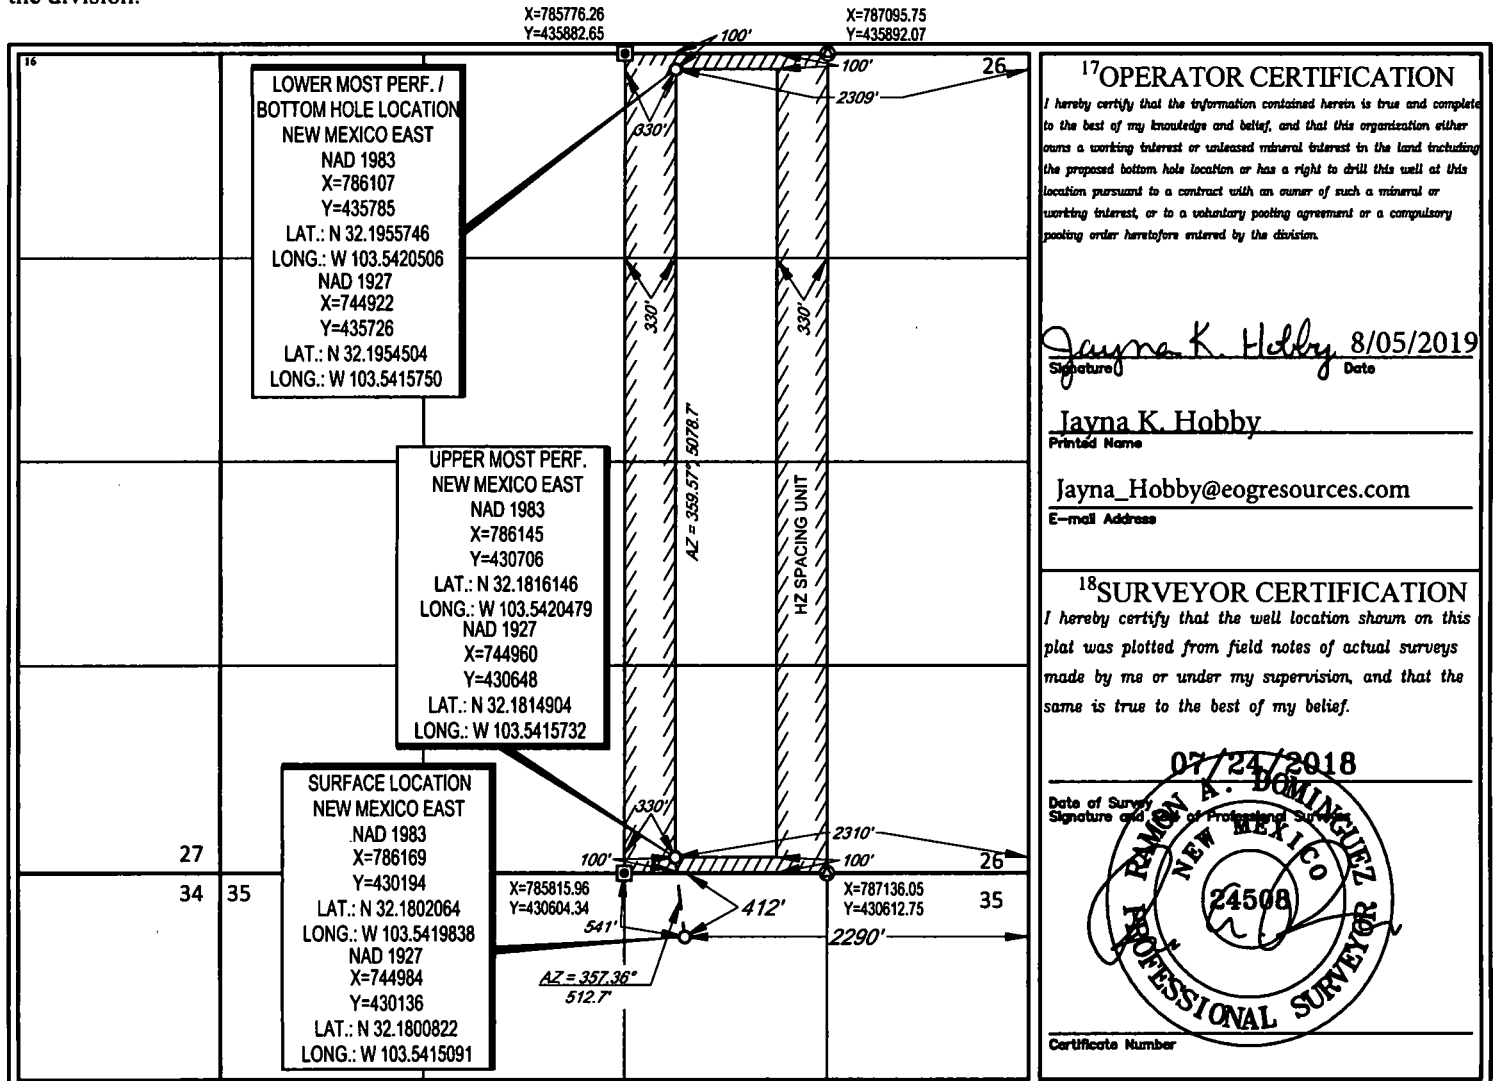 the division.
X=785776.26
Y=435882.65
X=787095.75
Y=435892.07
16
100'
100'
26
2309'
330'
LOWER MOST PERF. /
BOTTOM HOLE LOCATION
NEW MEXICO EAST
NAD 1983
X=786107
Y=435785
LAT.: N 32.1955746
LONG.: W 103.5420506
NAD 1927
X=744922
Y=435726
LAT.: N 32.1954504
LONG.: W 103.5415750
330'
330'
AZ = 359.57°, 5078.7'
HZ SPACING UNIT
UPPER MOST PERF.
NEW MEXICO EAST
NAD 1983
X=786145
Y=430706
LAT.: N 32.1816146
LONG.: W 103.5420479
NAD 1927
X=744960
Y=430648
LAT.: N 32.1814904
LONG.: W 103.5415732
330'
2310'
27
100'
100'
26
34
35
X=785815.96
Y=430604.34
X=787136.05
Y=430612.75
35
412'
541'
2290'
AZ = 357.36°
512.7'
SURFACE LOCATION
NEW MEXICO EAST
NAD 1983
X=786169
Y=430194
LAT.: N 32.1802064
LONG.: W 103.5419838
NAD 1927
X=744984
Y=430136
LAT.: N 32.1800822
LONG.: W 103.5415091
17 OPERATOR CERTIFICATION
I hereby certify that the information contained herein is true and complete
to the best of my knowledge and belief, and that this organization either
owns a working interest or unleased mineral interest in the land including
the proposed bottom hole location or has a right to drill this well at this
location pursuant to a contract with an owner of such a mineral or
working interest, or to a voluntary pooling agreement or a compulsory
pooling order heretofore entered by the division.
Jayna K. Hobby 8/05/2019
Signature Date
Jayna K. Hobby
Printed Name
Jayna_Hobby@eogresources.com
E-mail Address
18 SURVEYOR CERTIFICATION
I hereby certify that the well location shown on this
plat was plotted from field notes of actual surveys
made by me or under my supervision, and that the
same is true to the best of my belief.
07/24/2018
Date of Survey
Signature and Seal of Professional Surveyor:
RAMON A. DOMINGUEZ
NEW MEXICO
24508
PROFESSIONAL SURVEYOR
Certificate Number